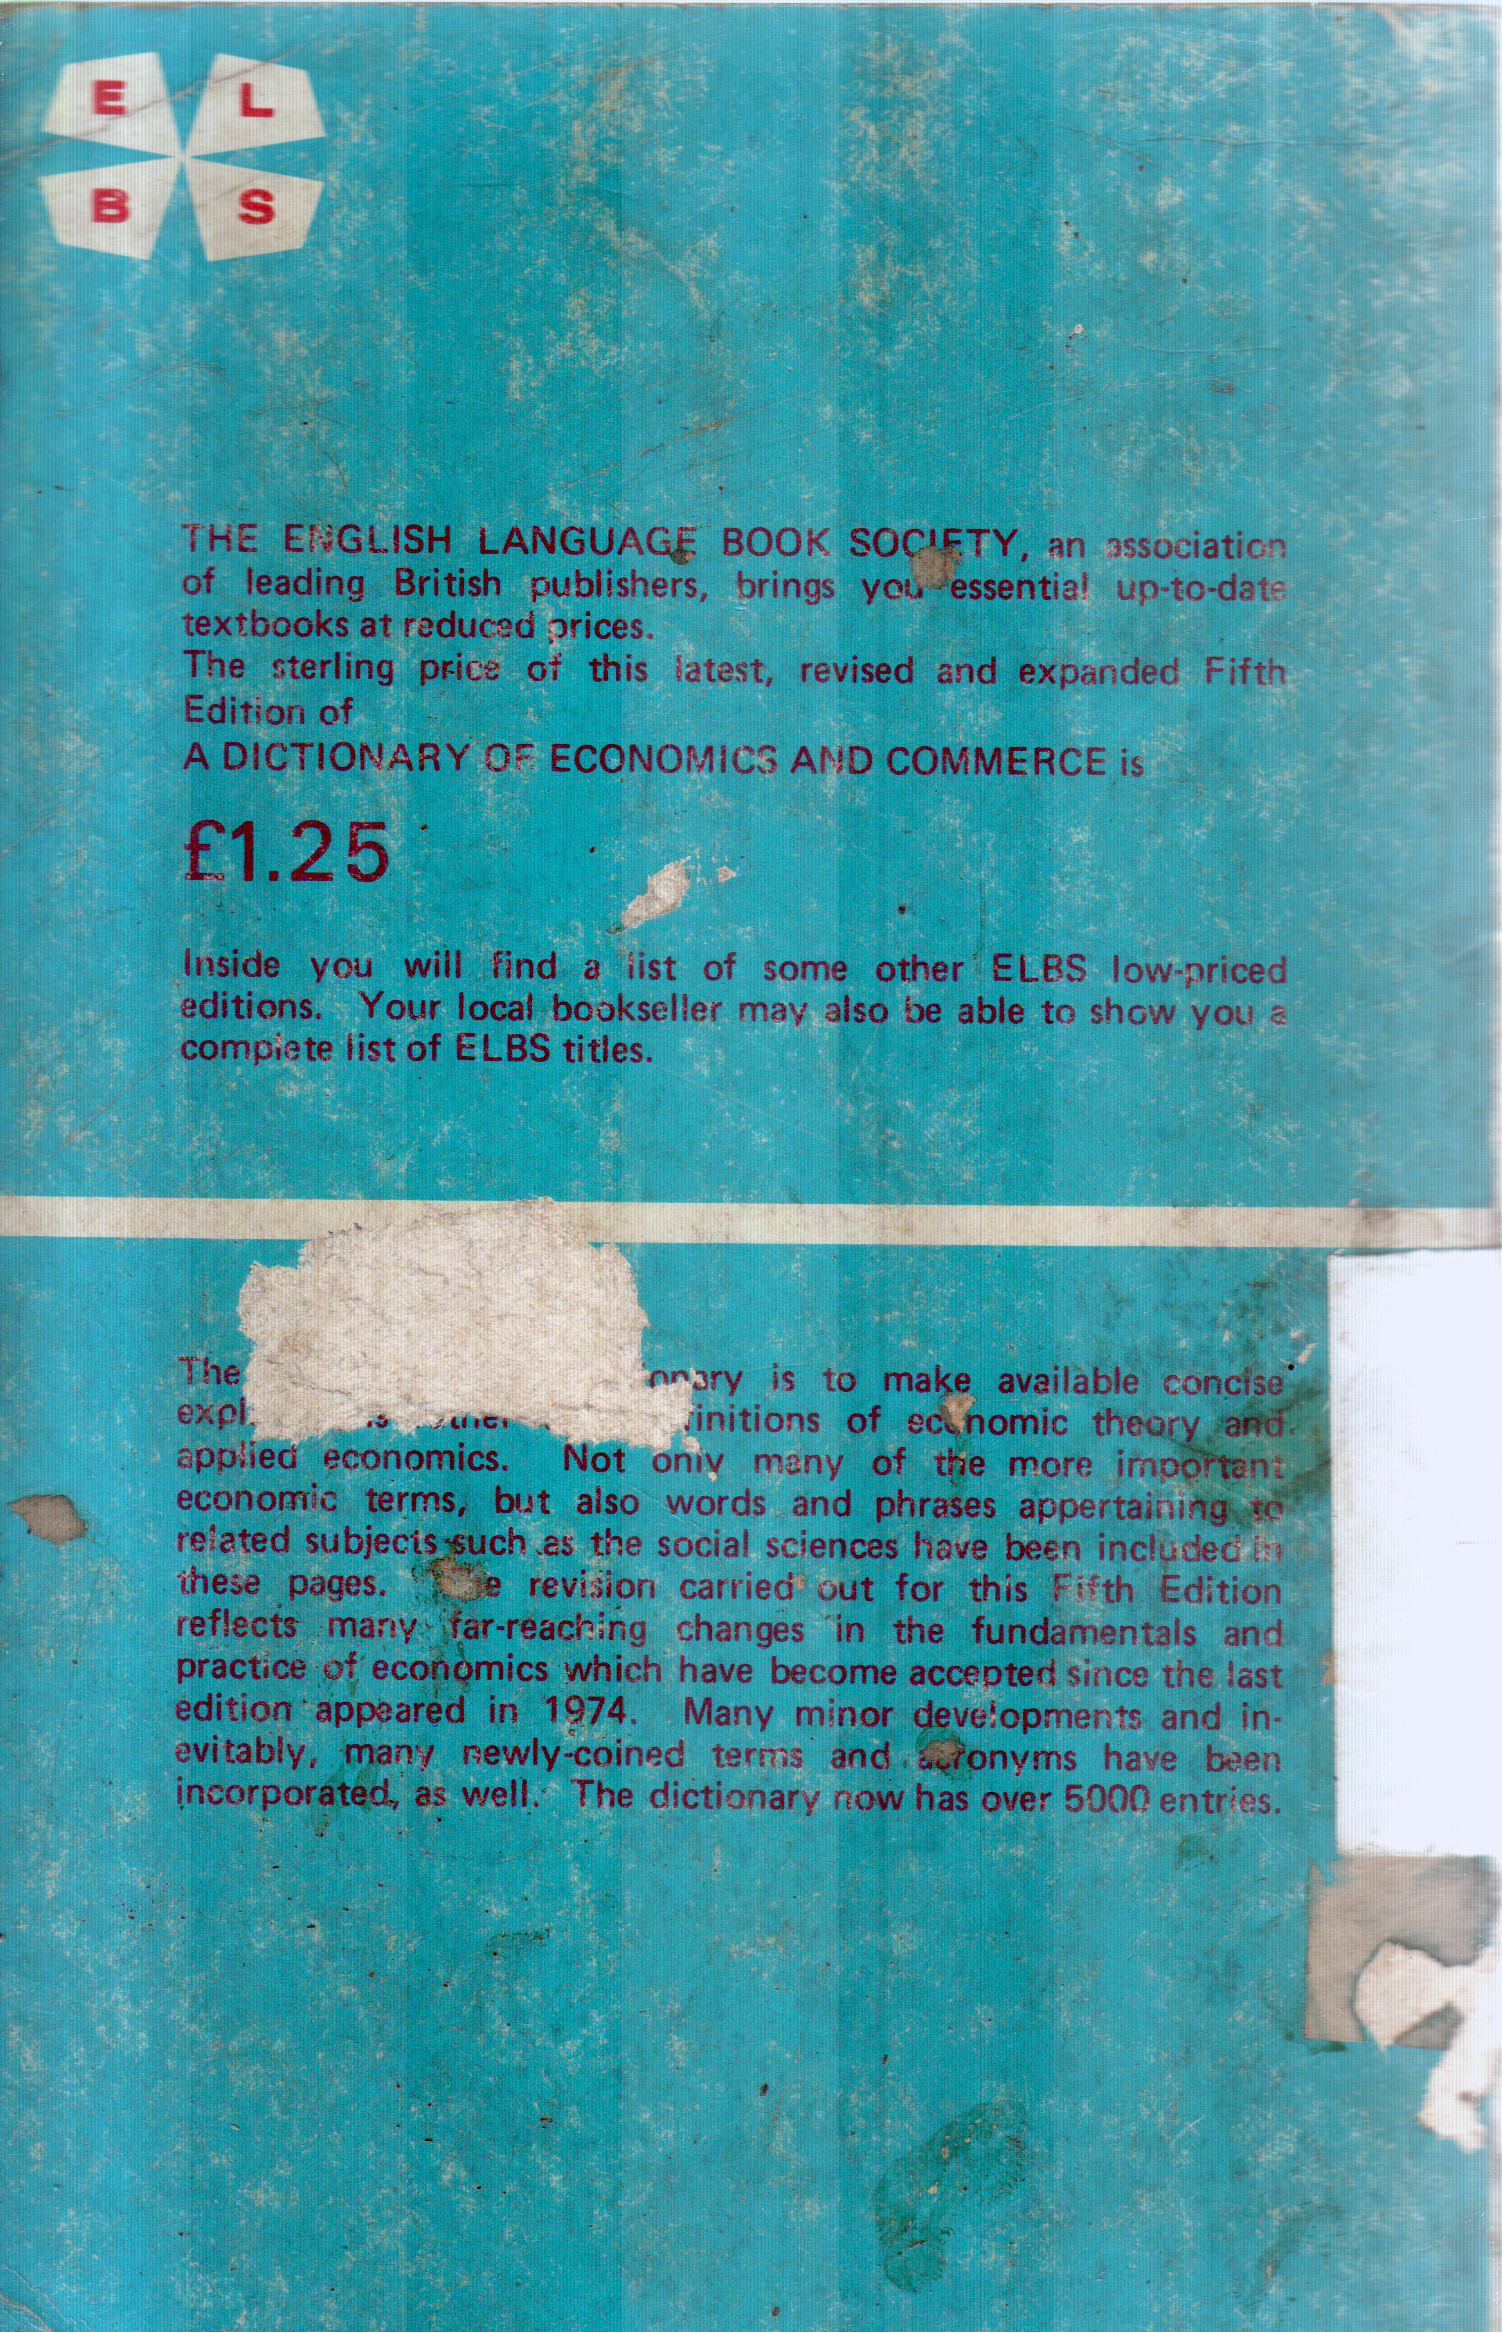 E L
B S
THE ENGLISH LANGUAGE BOOK SOCIETY, an association
of leading British publishers, brings you essential up-to-date
textbooks at reduced prices.
The sterling price of this latest, revised and expanded Fifth
Edition of
A DICTIONARY OF ECONOMICS AND COMMERCE is
£1.25
Inside you will find a list of some other ELBS low-priced
editions. Your local bookseller may also be able to show you a
complete list of ELBS titles.
The is to make available concise
of economic theory and
applied economics. Not only many of the more important
economic terms, but also words and phrases appertaining to
related subjects such as the social sciences have been included in
these pages. revision carried out for this Fifth Edition
reflects many far-reaching changes in the fundamentals and
practice of economics which have become accepted since the last
edition appeared in 1974. Many minor developments and in-
evitably, many newly-coined terms and acronyms have been
incorporated, as well. The dictionary now has over 5000 entries.